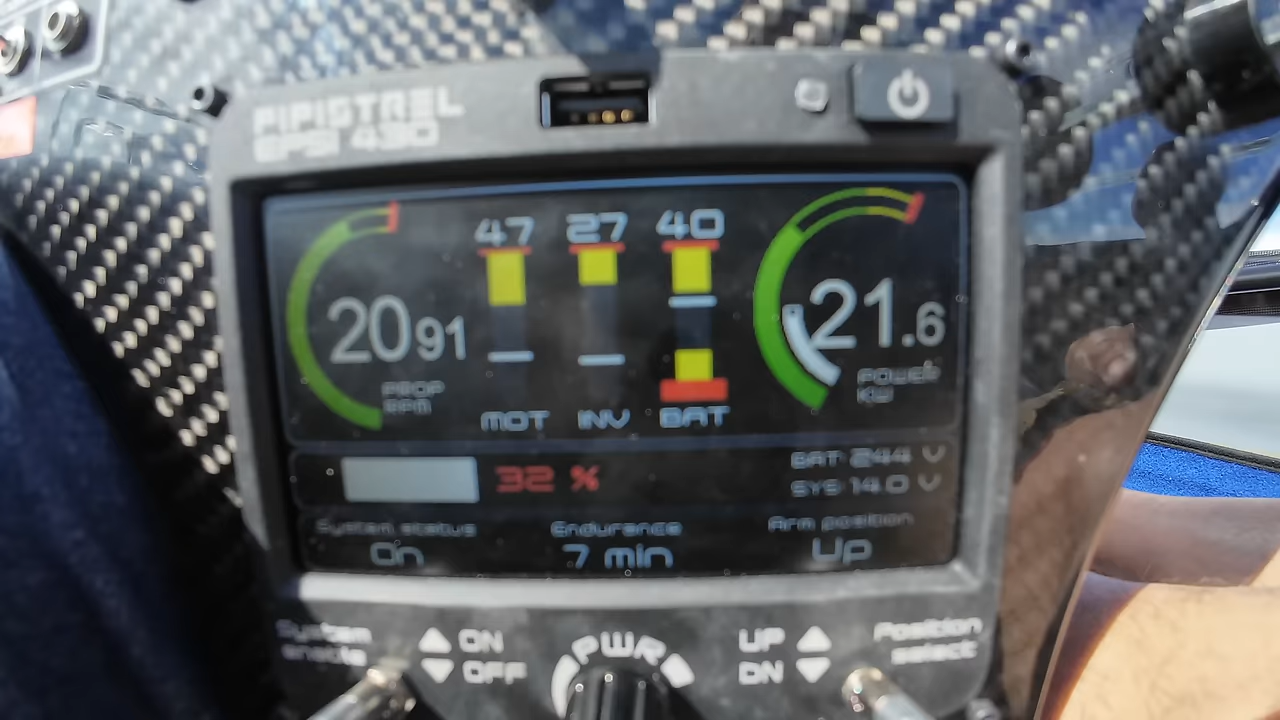 PIPISTREL
EPSI 430
47 27 40
2091
PROP
RPM
21.6
POWER
KW
MOT INV BAT
32 %
BAT 244 V
SYS 14.0 V
System status Endurance Arm position
On 7 min Up
System
enable
ON
OFF
PWR
UP
DN
Position
select